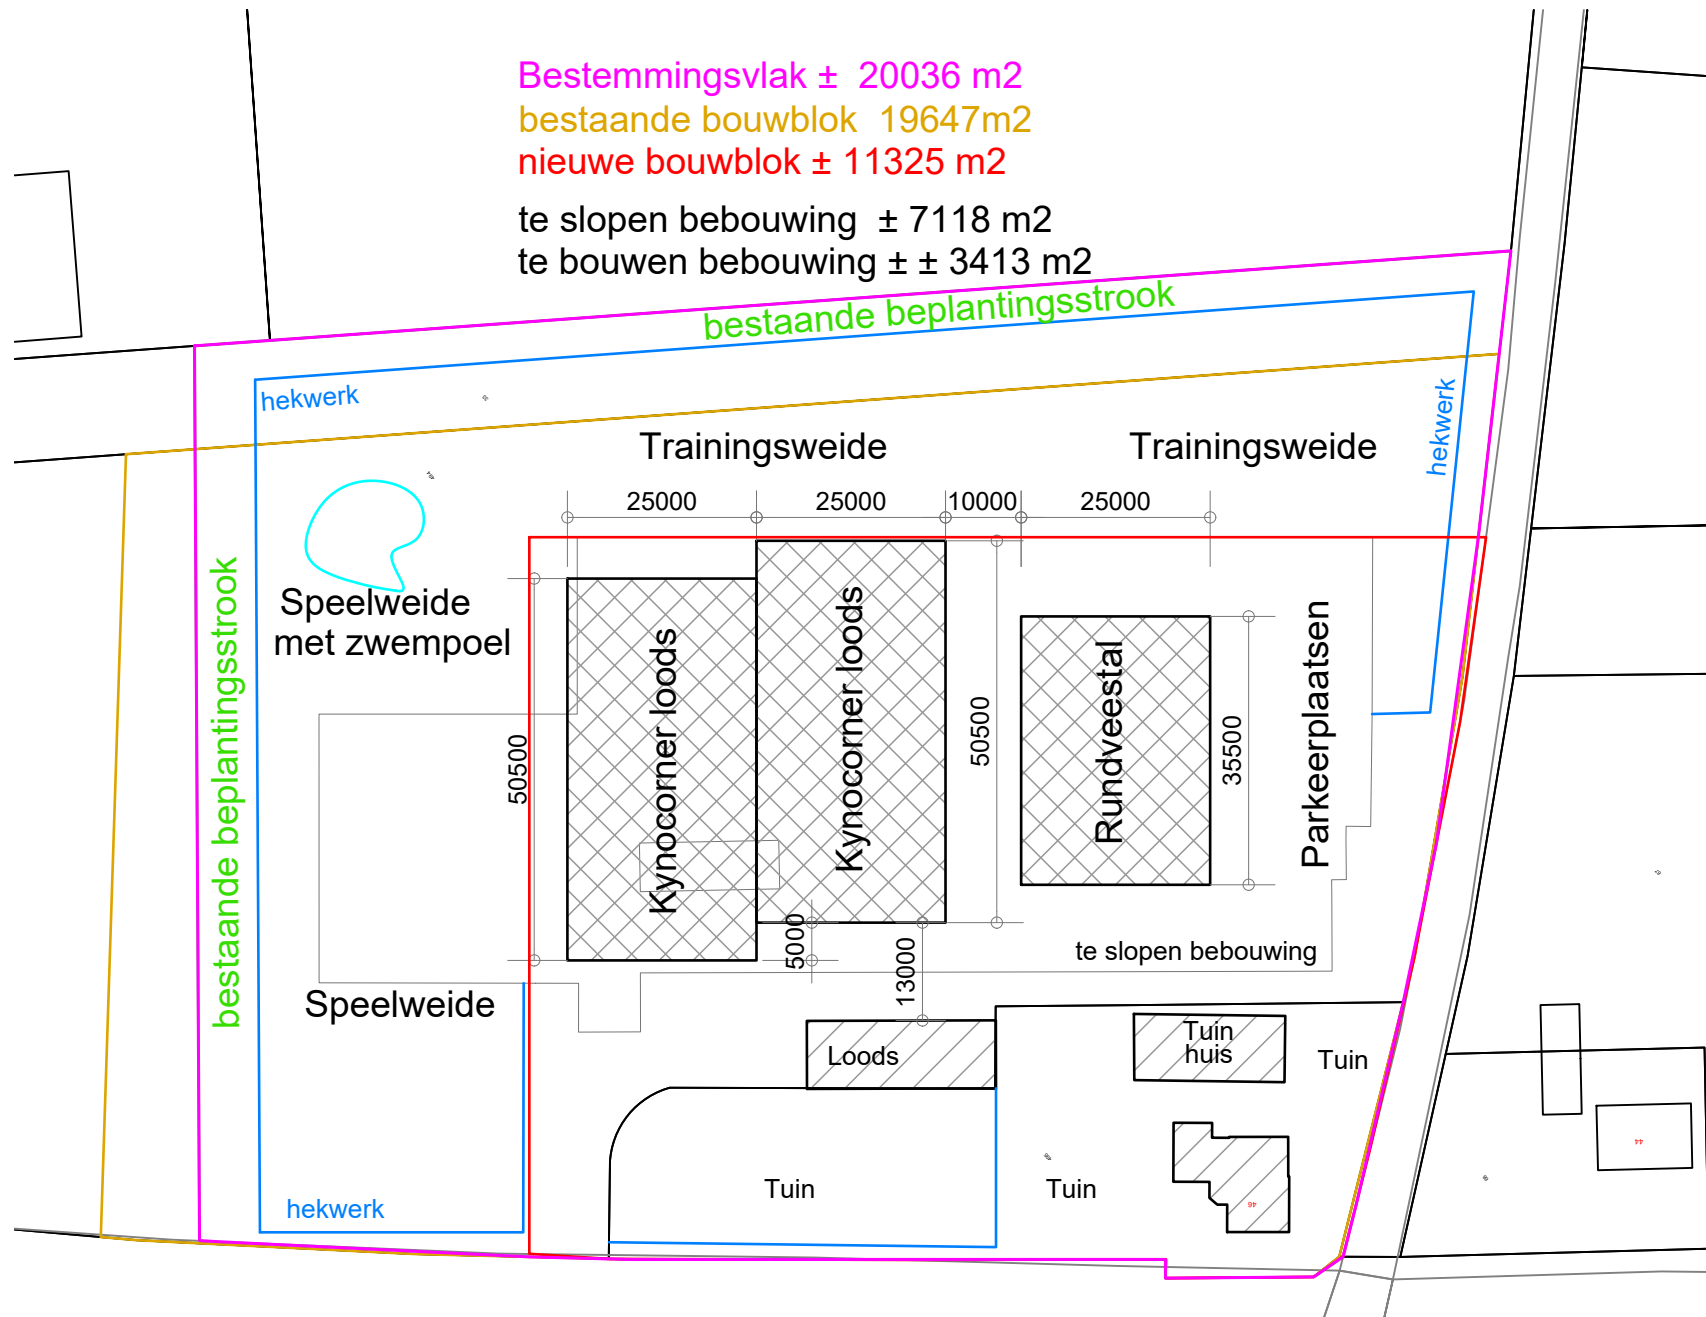 Bestemmingsvlak ± 20036 m2
bestaande bouwblok 19647m2
nieuwe bouwblok ± 11325 m2
te slopen bebouwing ± 7118 m2
te bouwen bebouwing ± ± 3413 m2
bestaande beplantingsstrook
hekwerk
hekwerk
Trainingsweide
Trainingsweide
25000
25000
10000
25000
Speelweide
met zwempoel
bestaande beplantingsstrook
50500
Kynocorner loods
Kynocorner loods
50500
Rundveestal
35500
Parkeerplaatsen
5000
13000
te slopen bebouwing
Speelweide
Loods
Tuin
huis
Tuin
Tuin
Tuin
hekwerk
46
44